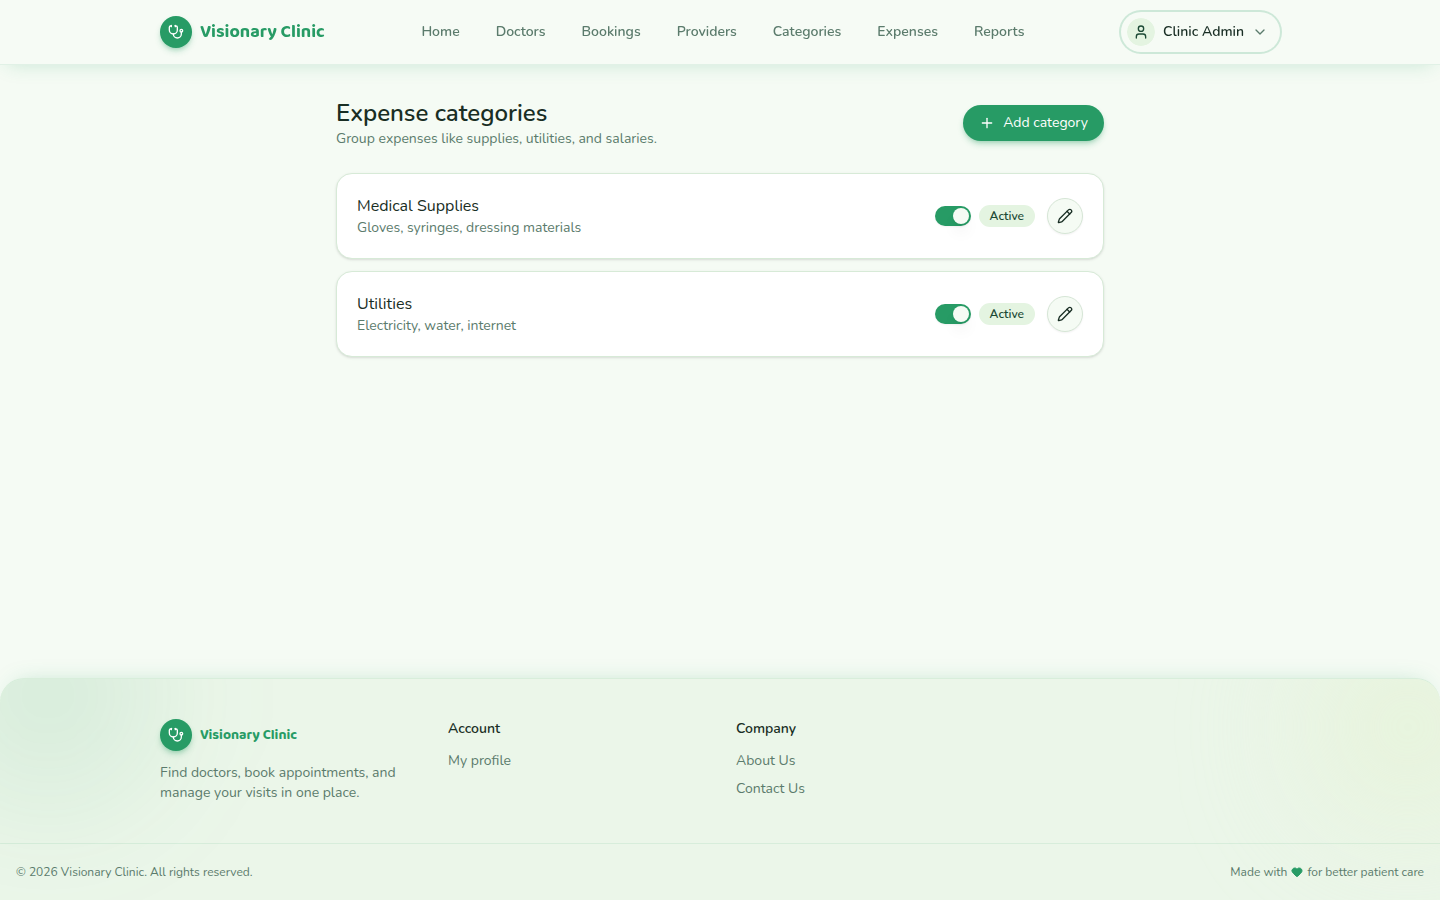 Visionary Clinic
Home
Doctors
Bookings
Providers
Categories
Expenses
Reports
Clinic Admin
Expense categories
Group expenses like supplies, utilities, and salaries.
Add category
Medical Supplies
Gloves, syringes, dressing materials
Active
Utilities
Electricity, water, internet
Active
Visionary Clinic
Find doctors, book appointments, and
manage your visits in one place.
Account
My profile
Company
About Us
Contact Us
© 2026 Visionary Clinic. All rights reserved.
Made with for better patient care